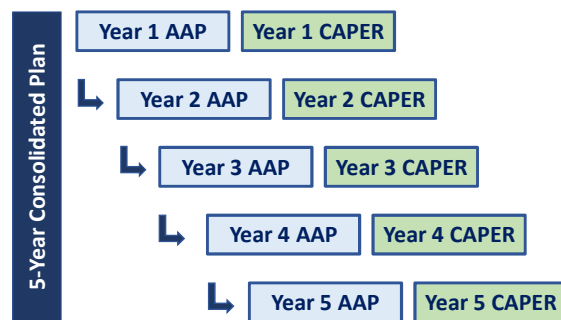 5-Year Consolidated Plan
Year 1 AAP
Year 1 CAPER
Year 2 AAP
Year 2 CAPER
Year 3 AAP
Year 3 CAPER
Year 4 AAP
Year 4 CAPER
Year 5 AAP
Year 5 CAPER